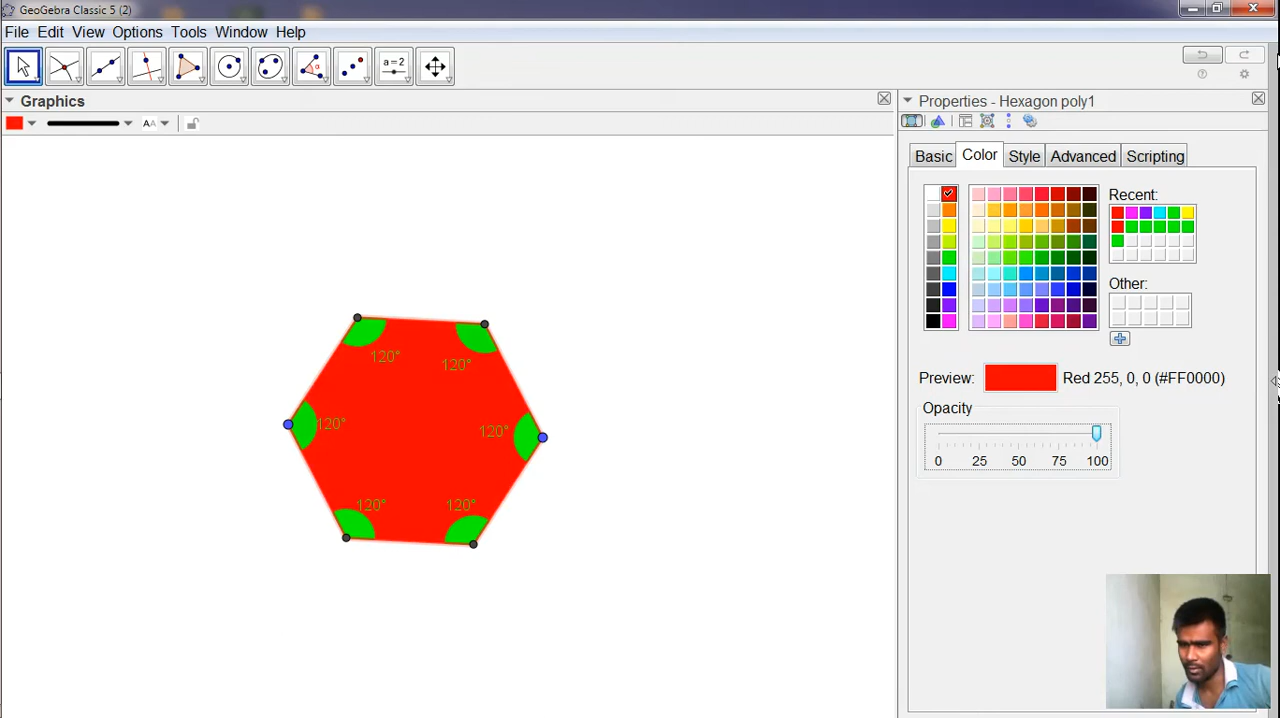 GeoGebra Classic 5 (2)
File Edit View Options Tools Window Help
a=2
Graphics
Properties - Hexagon poly1
AA
Basic Color Style Advanced Scripting
Recent:
Other:
Preview: Red 255, 0, 0 (#FF0000)
Opacity
0 25 50 75 100
120° 120°
120° 120°
120° 120°